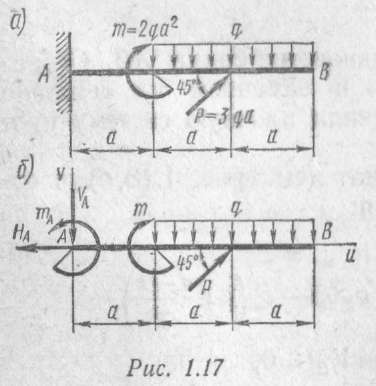 а)
m=2qa²
q
A
B
45°
P=3qa
a
a
a
б)
v
V_A
m_A
H_A
A
m
q
B
u
45°
P
a
a
a
Рис. 1.17